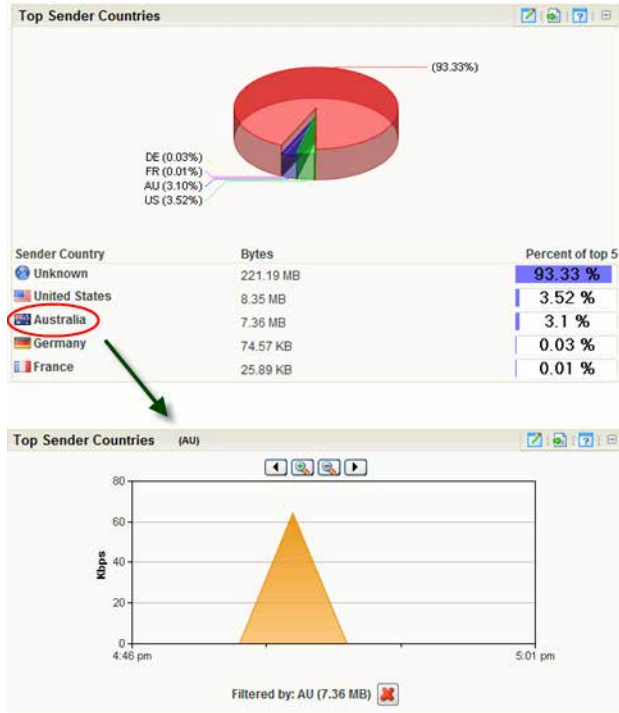 Top Sender Countries
(93.33%)
DE (0.03%)
FR (0.01%)
AU (3.10%)
US (3.52%)
Sender Country Bytes Percent of top 5
Unknown 221.19 MB 93.33 %
United States 8.35 MB 3.52 %
Australia 7.36 MB 3.1 %
Germany 74.57 KB 0.03 %
France 25.89 KB 0.01 %
Top Sender Countries (AU)
80
60
40
20
0
Kbps
4:46 pm 5:01 pm
Filtered by: AU (7.36 MB)